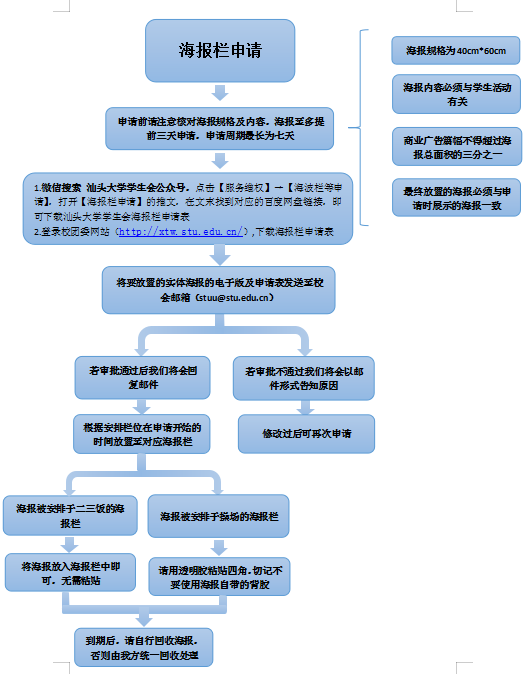 海报栏申请
海报规格为40cm*60cm
海报内容必须与学生活动
有关
商业广告篇幅不得超过海
报总面积的三分之一
最终放置的海报必须与申
请时展示的海报一致
申请前请注意核对海报规格及内容。海报至多提
前三天申请。申请周期最长为七天
1.微信搜索 汕头大学学生会公众号。点击【服务维权】→【海波栏等申
请】。打开【海报栏申请】的推文。在文末找到对应的百度网盘链接。即
可下载汕头大学学生会海报栏申请表
2.登录校团委网站（http://xtw.stu.edu.cn/）,下载海报栏申请表
将要放置的实体海报的电子版及申请表发送至校
会邮箱（stuu@stu.edu.cn）
若审批通过后我们将会回
复邮件
若审批不通过我们将会以邮
件形式告知原因
根据安排栏位在申请开始的
时间放置至对应海报栏
修改过后可再次申请
海报被安排于二三饭的海
报栏
海报被安排于操场的海报栏
将海报放入海报栏中即
可。无需粘贴
请用透明胶粘贴四角。切记不
要使用海报自带的背胶
到期后。请自行回收海报。
否则由我方统一回收处理